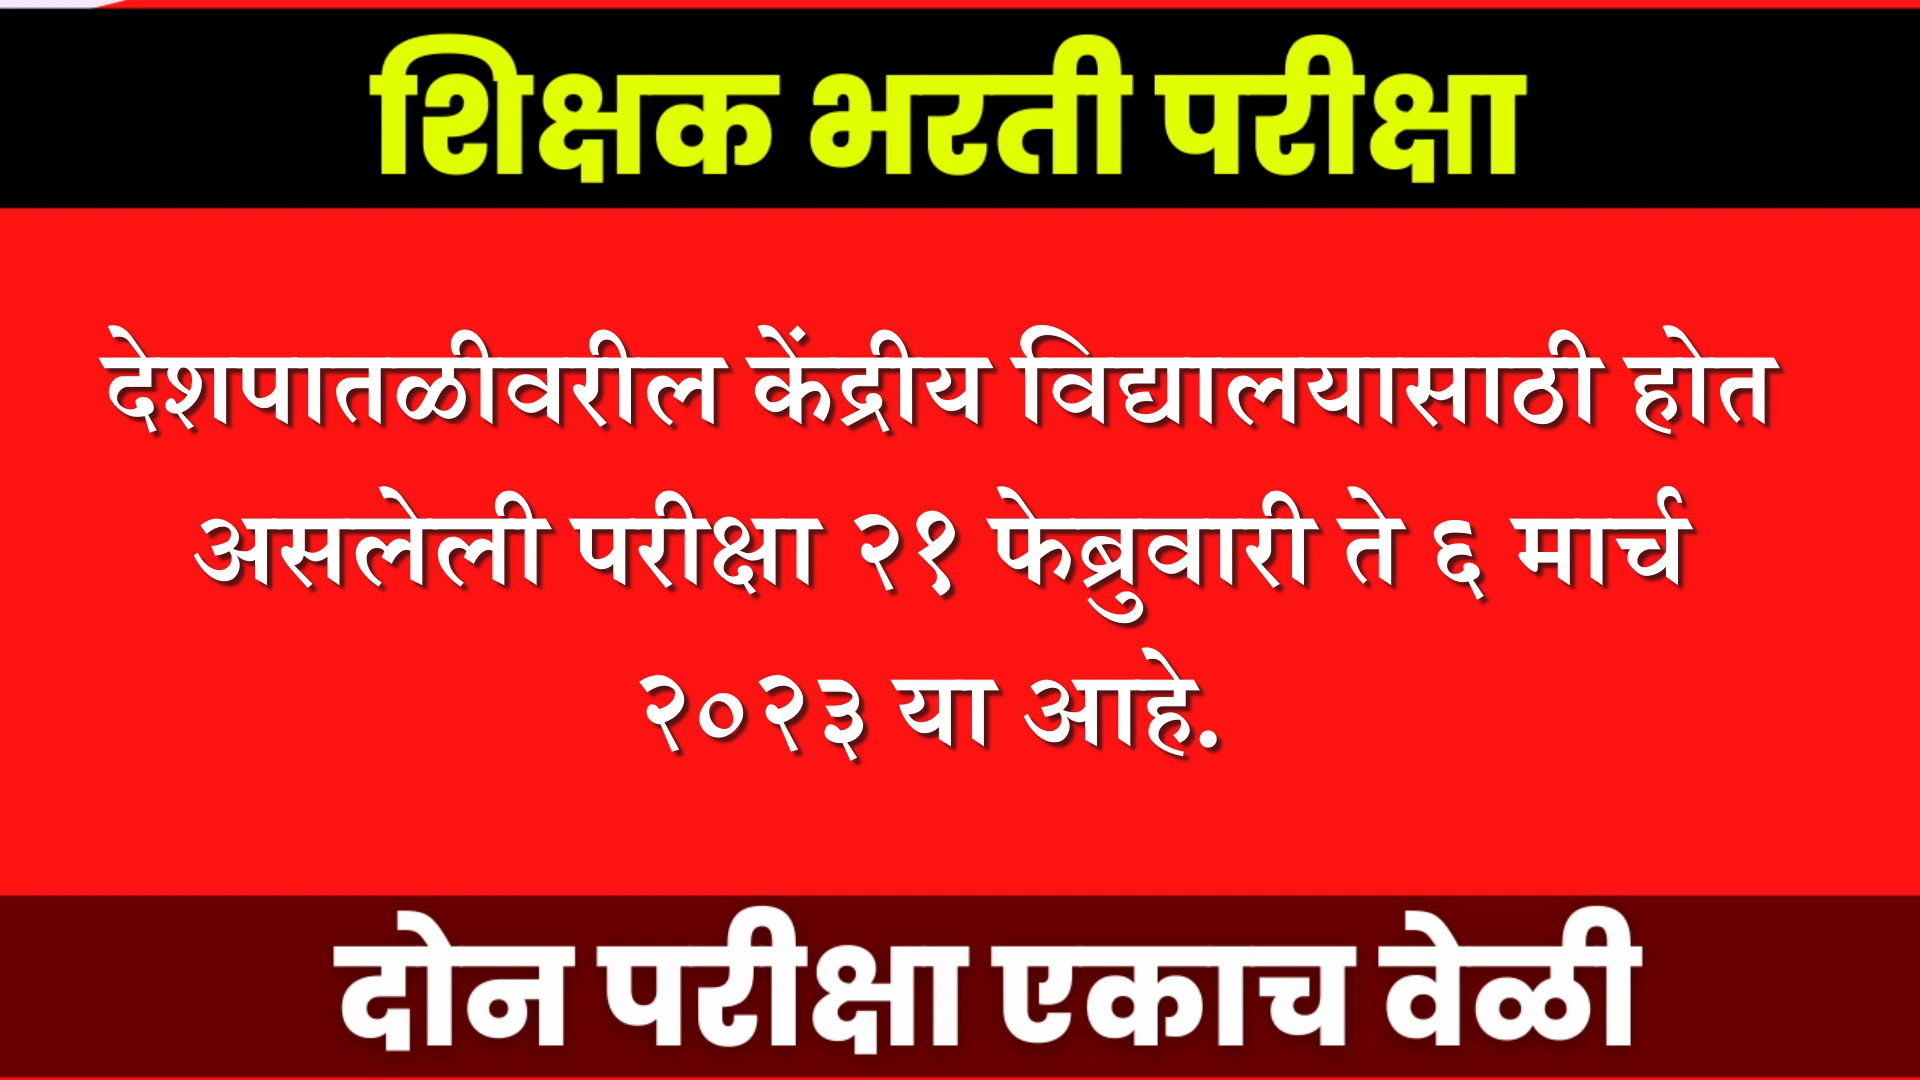 शिक्षक भरती परीक्षा
देशपातळीवरील केंद्रीय विद्यालयासाठी होत
असलेली परीक्षा २१ फेब्रुवारी ते ६ मार्च
२०२३ या आहे.
दोन परीक्षा एकाच वेळी